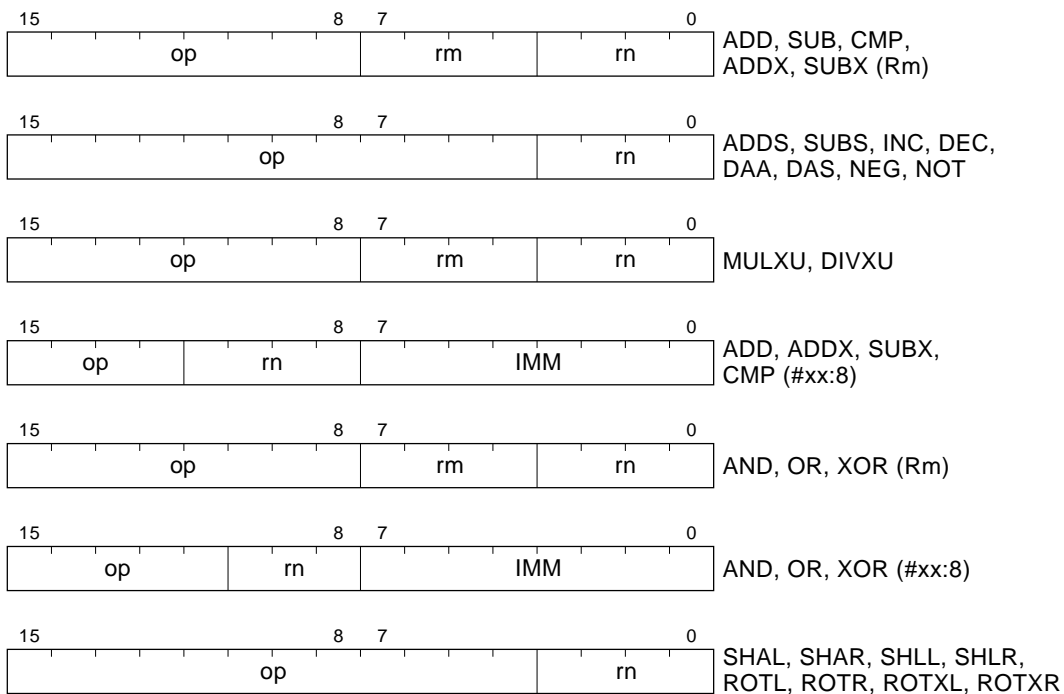 15 8 7 0
op rm rn
ADD, SUB, CMP,
ADDX, SUBX (Rm)
15 8 7 0
op rn
ADDS, SUBS, INC, DEC,
DAA, DAS, NEG, NOT
15 8 7 0
op rm rn
MULXU, DIVXU
15 8 7 0
op rn IMM
ADD, ADDX, SUBX,
CMP (#xx:8)
15 8 7 0
op rm rn
AND, OR, XOR (Rm)
15 8 7 0
op rn IMM
AND, OR, XOR (#xx:8)
15 8 7 0
op rn
SHAL, SHAR, SHLL, SHLR,
ROTL, ROTR, ROTXL, ROTXR